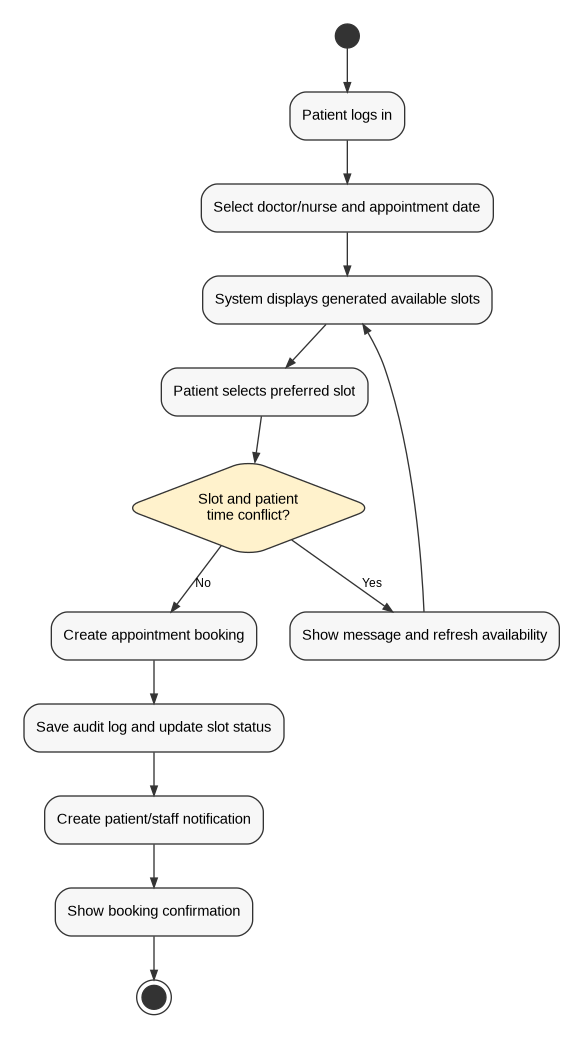 Patient logs in
Select doctor/nurse and appointment date
System displays generated available slots
Patient selects preferred slot
Slot and patient
time conflict?
No
Yes
Create appointment booking
Show message and refresh availability
Save audit log and update slot status
Create patient/staff notification
Show booking confirmation